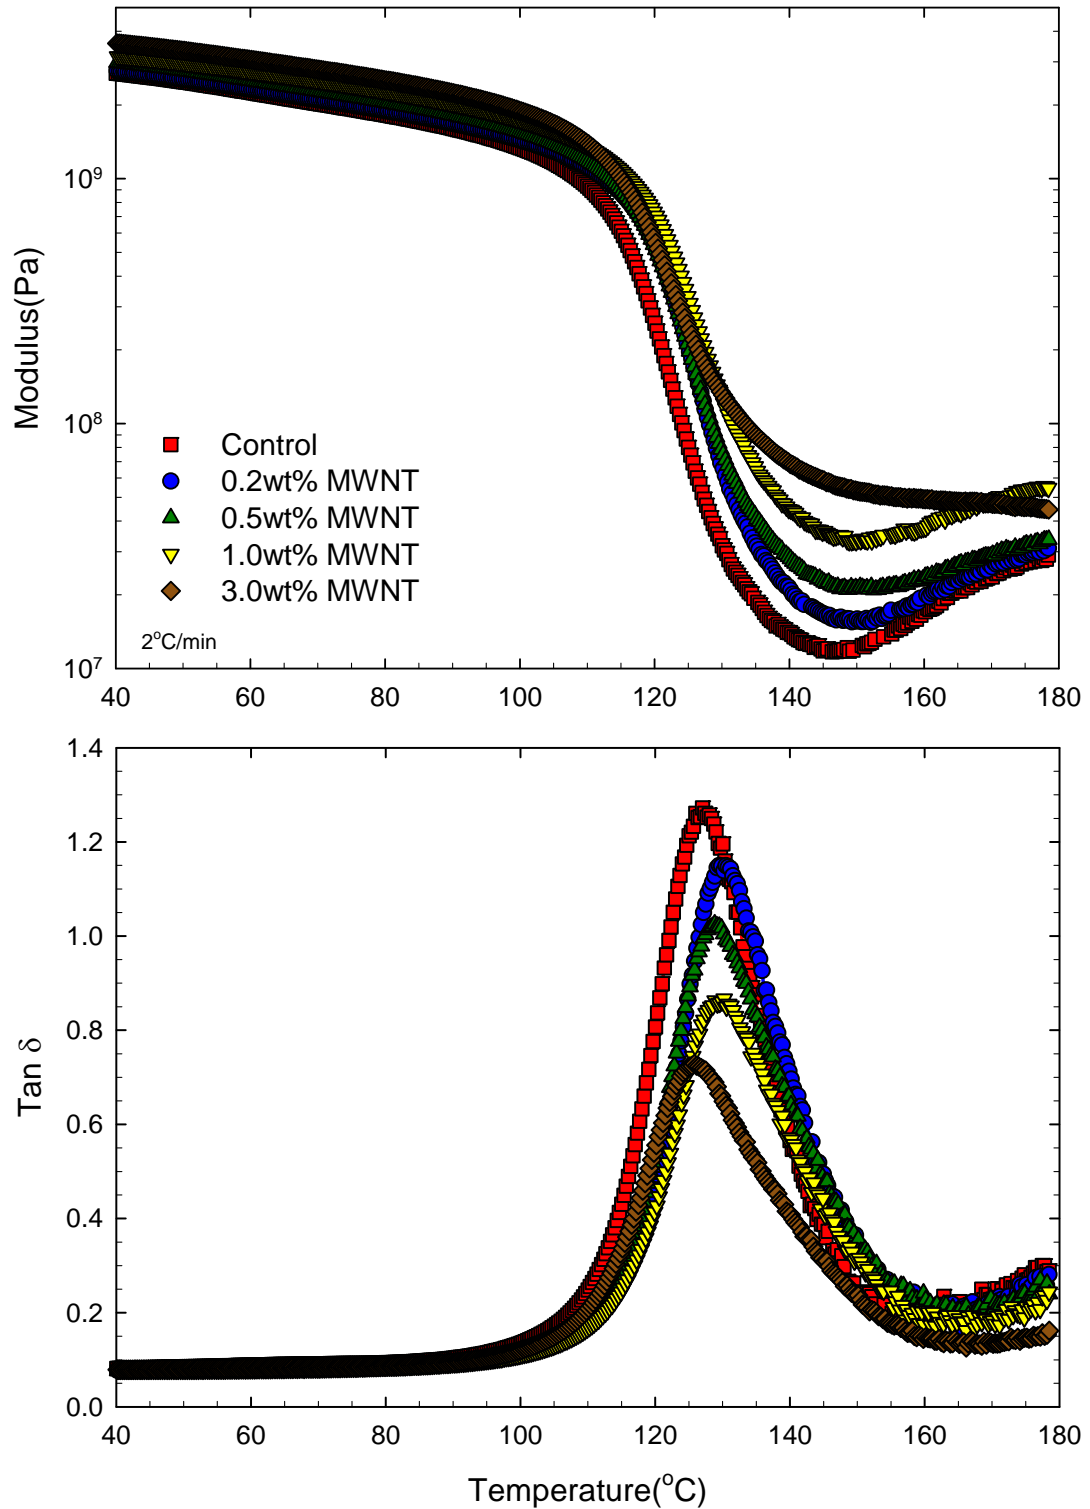 10⁹
10⁸
10⁷
Modulus(Pa)
Control
0.2wt% MWNT
0.5wt% MWNT
1.0wt% MWNT
3.0wt% MWNT
2°C/min
40 60 80 100 120 140 160 180
1.4
1.2
1.0
0.8
0.6
0.4
0.2
0.0
Tan δ
40 60 80 100 120 140 160 180
Temperature(°C)